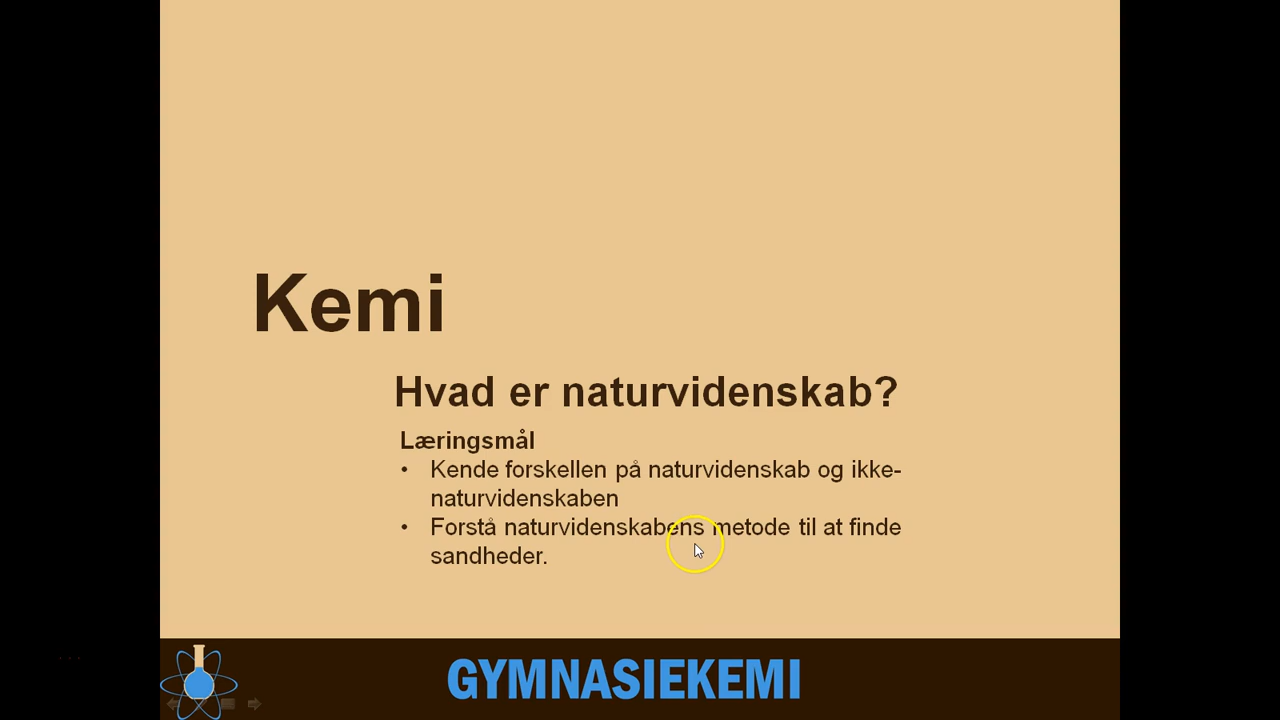 Kemi
Hvad er naturvidenskab?
Læringsmål
• Kende forskellen på naturvidenskab og ikke-
naturvidenskaben
• Forstå naturvidenskabens metode til at finde
sandheder.
GYMNASIEKEMI